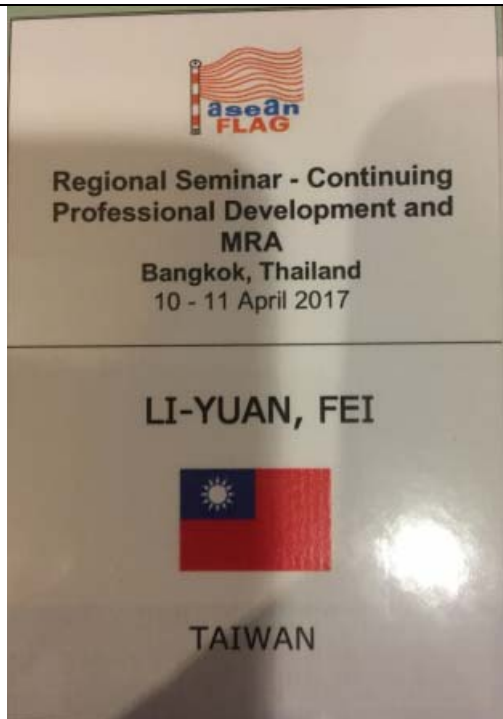 asean
FLAG
Regional Seminar - Continuing
Professional Development and
MRA
Bangkok, Thailand
10 - 11 April 2017
LI-YUAN, FEI
TAIWAN